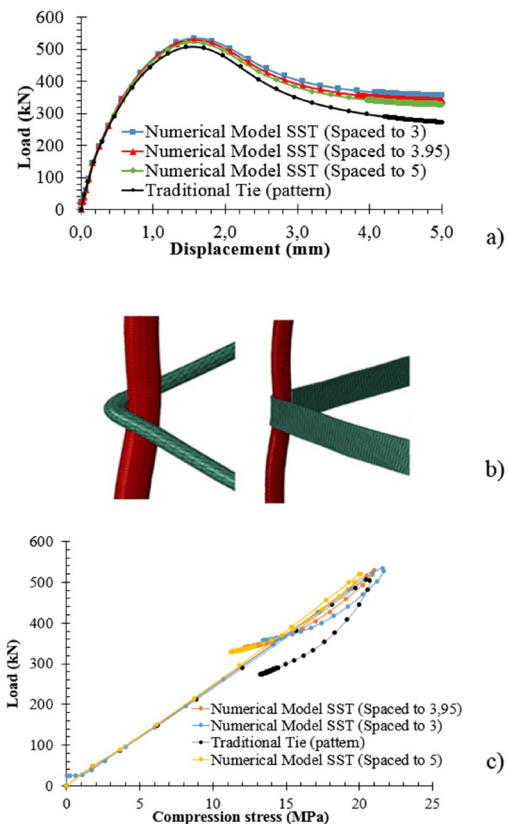 600
500
400
300
200
100
0
Load (kN)
Numerical Model SST (Spaced to 3)
Numerical Model SST (Spaced to 3.95)
Numerical Model SST (Spaced to 5)
Traditional Tie (pattern)
0,0 1,0 2,0 3,0 4,0 5,0
Displacement (mm)
a)
b)
600
500
400
300
200
100
0
Load (kN)
Numerical Model SST (Spaced to 3,95)
Numerical Model SST (Spaced to 3)
Traditional Tie (pattern)
Numerical Model SST (Spaced to 5)
0 5 10 15 20 25
Compression stress (MPa)
c)